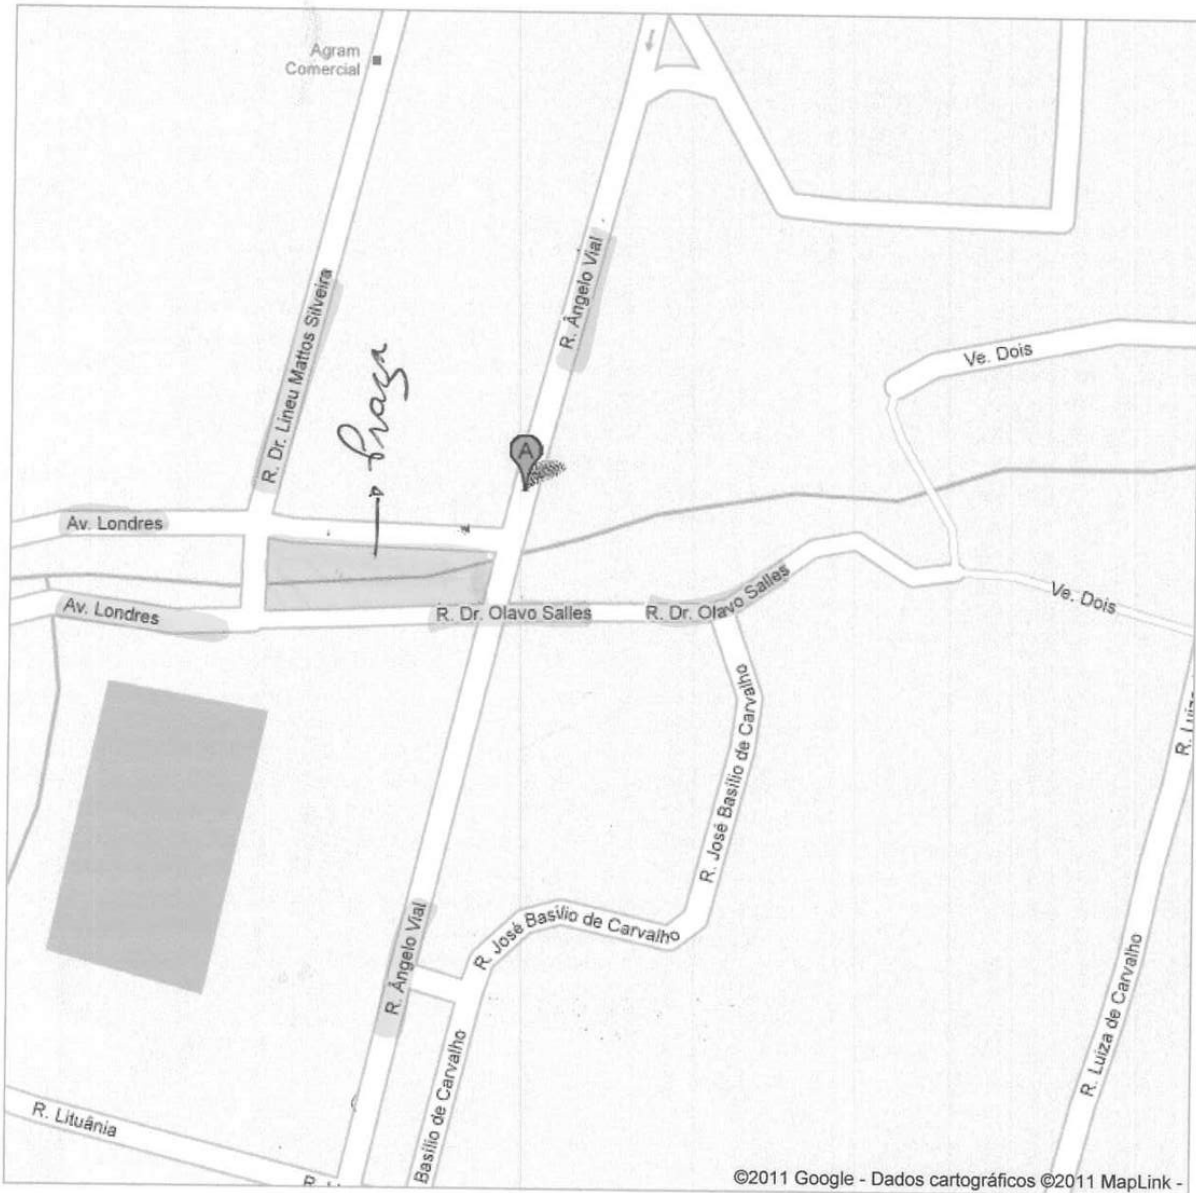 Agram
Comercial
R. Dr. Lineu Mattos Silveira
R. Ângelo Vial
Praça
Ve. Dois
A
Av. Londres
Av. Londres
R. Dr. Olavo Salles
R. Dr. Olavo Salles
Ve. Dois
R. José Basílio de Carvalho
R. José Basílio de Carvalho
R. Ângelo Vial
Basílio de Carvalho
R. Luíza de Carvalho
R. Lituânia
©2011 Google - Dados cartográficos ©2011 MapLink -